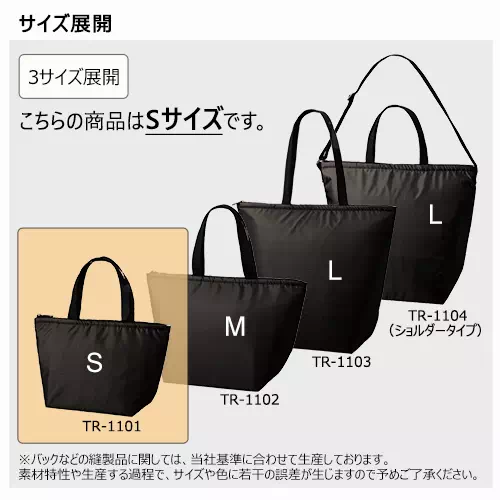 サイズ展開
3サイズ展開
こちらの商品はSサイズです。
L
L
M
S
TR-1104
（ショルダータイプ）
TR-1103
TR-1102
TR-1101
※バックなどの縫製品に関しては、当社基準に合わせて生産しております。
素材特性や生産する過程で、サイズや色に若干の誤差が生じますので予めご了承ください。